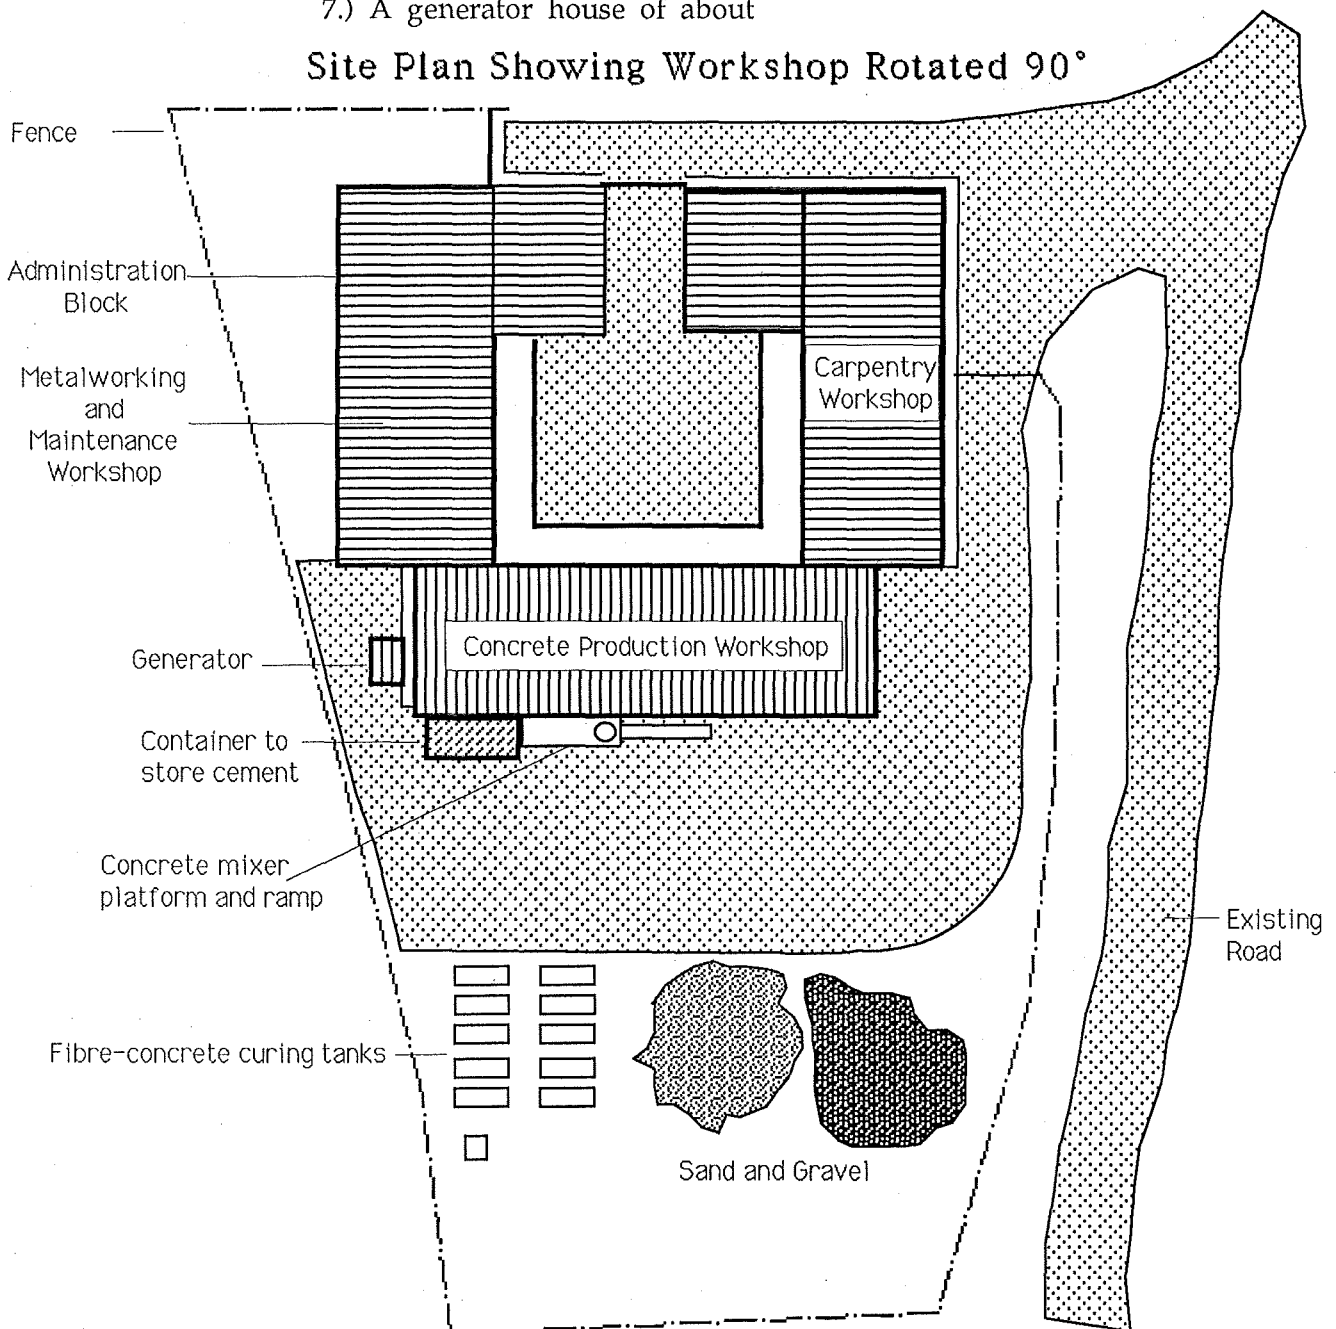 7.) A generator house of about
Site Plan Showing Workshop Rotated 90°
Fence
Administration
Block
Metalworking
and
Maintenance
Workshop
Carpentry
Workshop
Generator
Concrete Production Workshop
Container to
store cement
Concrete mixer
platform and ramp
Existing
Road
Fibre-concrete curing tanks
Sand and Gravel